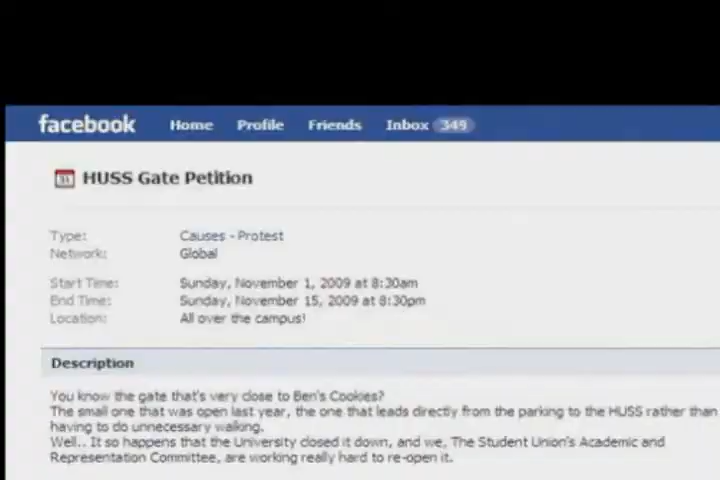 facebook Home Profile Friends Inbox 349
31 HUSS Gate Petition
Type: Causes - Protest
Network: Global
Start Time: Sunday, November 1, 2009 at 8:30am
End Time: Sunday, November 15, 2009 at 8:30pm
Location: All over the campus!
Description
You know the gate that's very close to Ben's Cookies?
The small one that was open last year, the one that leads directly from the parking to the HUSS rather than
having to do unnecessary walking.
Well.. It so happens that the University closed it down, and we, The Student Union's Academic and
Representation Committee, are working really hard to re-open it.